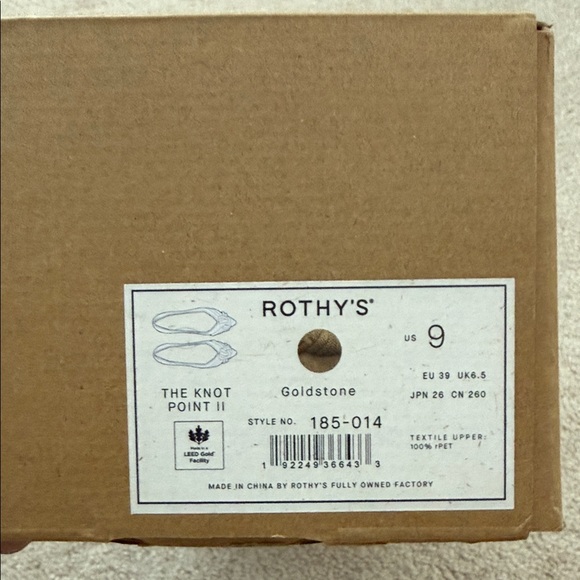 ROTHY'S®
US 9
EU 39 UK6.5
JPN 26 CN 260
THE KNOT
POINT II
Goldstone
STYLE NO. 185-014
Made in a
LEED Gold®
Facility
1 92249 36643 3
TEXTILE UPPER:
100% rPET
MADE IN CHINA BY ROTHY'S FULLY OWNED FACTORY